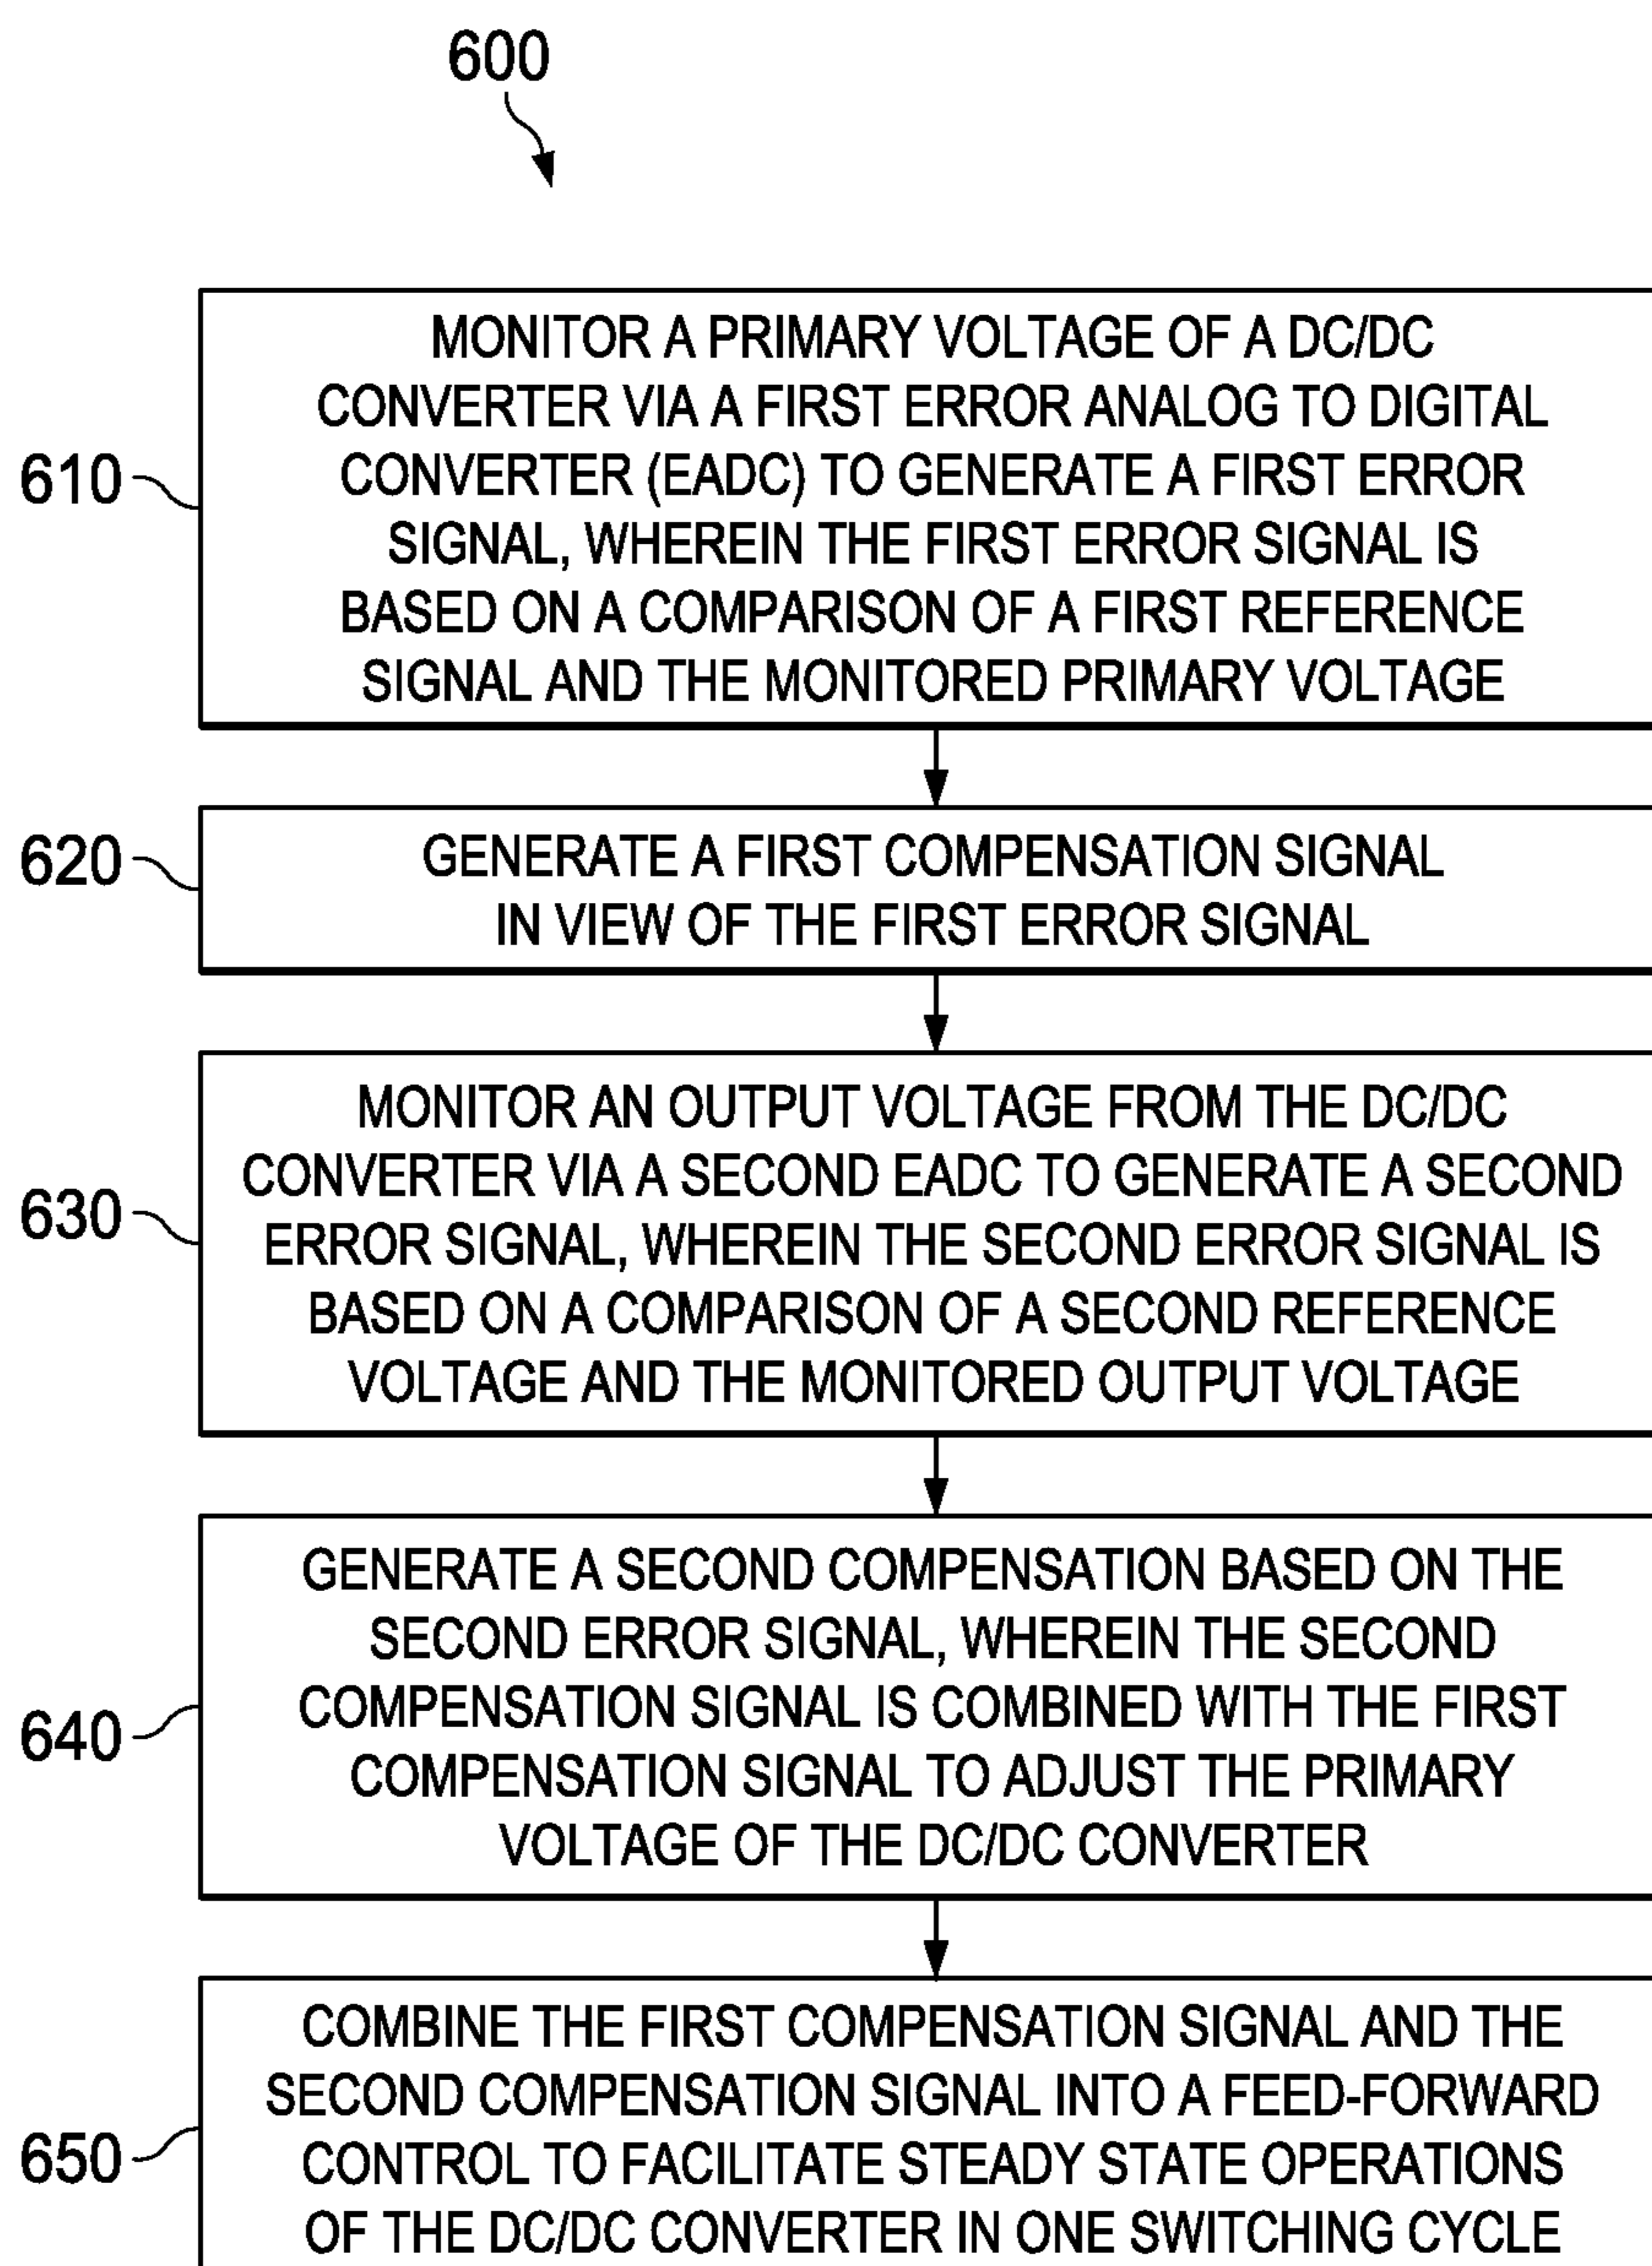 600
610
MONITOR A PRIMARY VOLTAGE OF A DC/DC
CONVERTER VIA A FIRST ERROR ANALOG TO DIGITAL
CONVERTER (EADC) TO GENERATE A FIRST ERROR
SIGNAL, WHEREIN THE FIRST ERROR SIGNAL IS
BASED ON A COMPARISON OF A FIRST REFERENCE
SIGNAL AND THE MONITORED PRIMARY VOLTAGE
620
GENERATE A FIRST COMPENSATION SIGNAL
IN VIEW OF THE FIRST ERROR SIGNAL
630
MONITOR AN OUTPUT VOLTAGE FROM THE DC/DC
CONVERTER VIA A SECOND EADC TO GENERATE A SECOND
ERROR SIGNAL, WHEREIN THE SECOND ERROR SIGNAL IS
BASED ON A COMPARISON OF A SECOND REFERENCE
VOLTAGE AND THE MONITORED OUTPUT VOLTAGE
640
GENERATE A SECOND COMPENSATION BASED ON THE
SECOND ERROR SIGNAL, WHEREIN THE SECOND
COMPENSATION SIGNAL IS COMBINED WITH THE FIRST
COMPENSATION SIGNAL TO ADJUST THE PRIMARY
VOLTAGE OF THE DC/DC CONVERTER
650
COMBINE THE FIRST COMPENSATION SIGNAL AND THE
SECOND COMPENSATION SIGNAL INTO A FEED-FORWARD
CONTROL TO FACILITATE STEADY STATE OPERATIONS
OF THE DC/DC CONVERTER IN ONE SWITCHING CYCLE